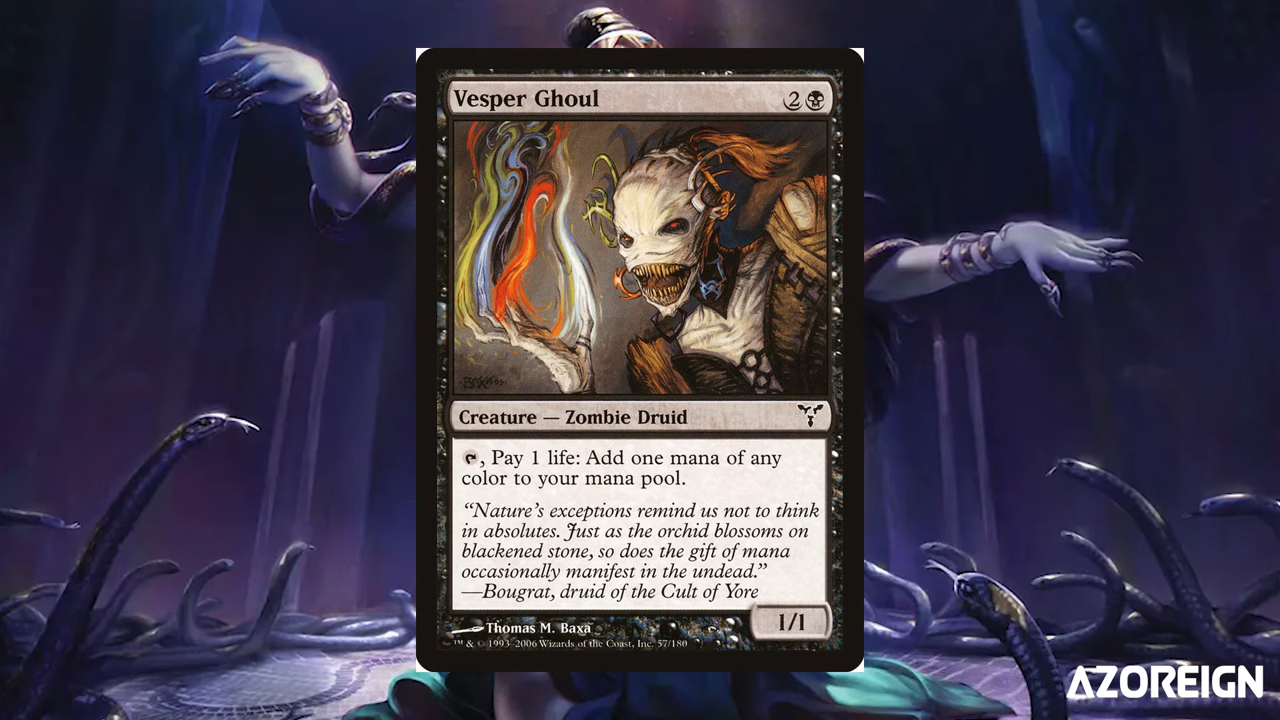 Vesper Ghoul
2
Creature — Zombie Druid
, Pay 1 life: Add one mana of any
color to your mana pool.
“Nature’s exceptions remind us not to think
in absolutes. Just as the orchid blossoms on
blackened stone, so does the gift of mana
occasionally manifest in the undead.”
—Bougrat, druid of the Cult of Yore
1/1
Thomas M. Baxa
™ & © 1993–2006 Wizards of the Coast, Inc. 57/180
AZOREIGN